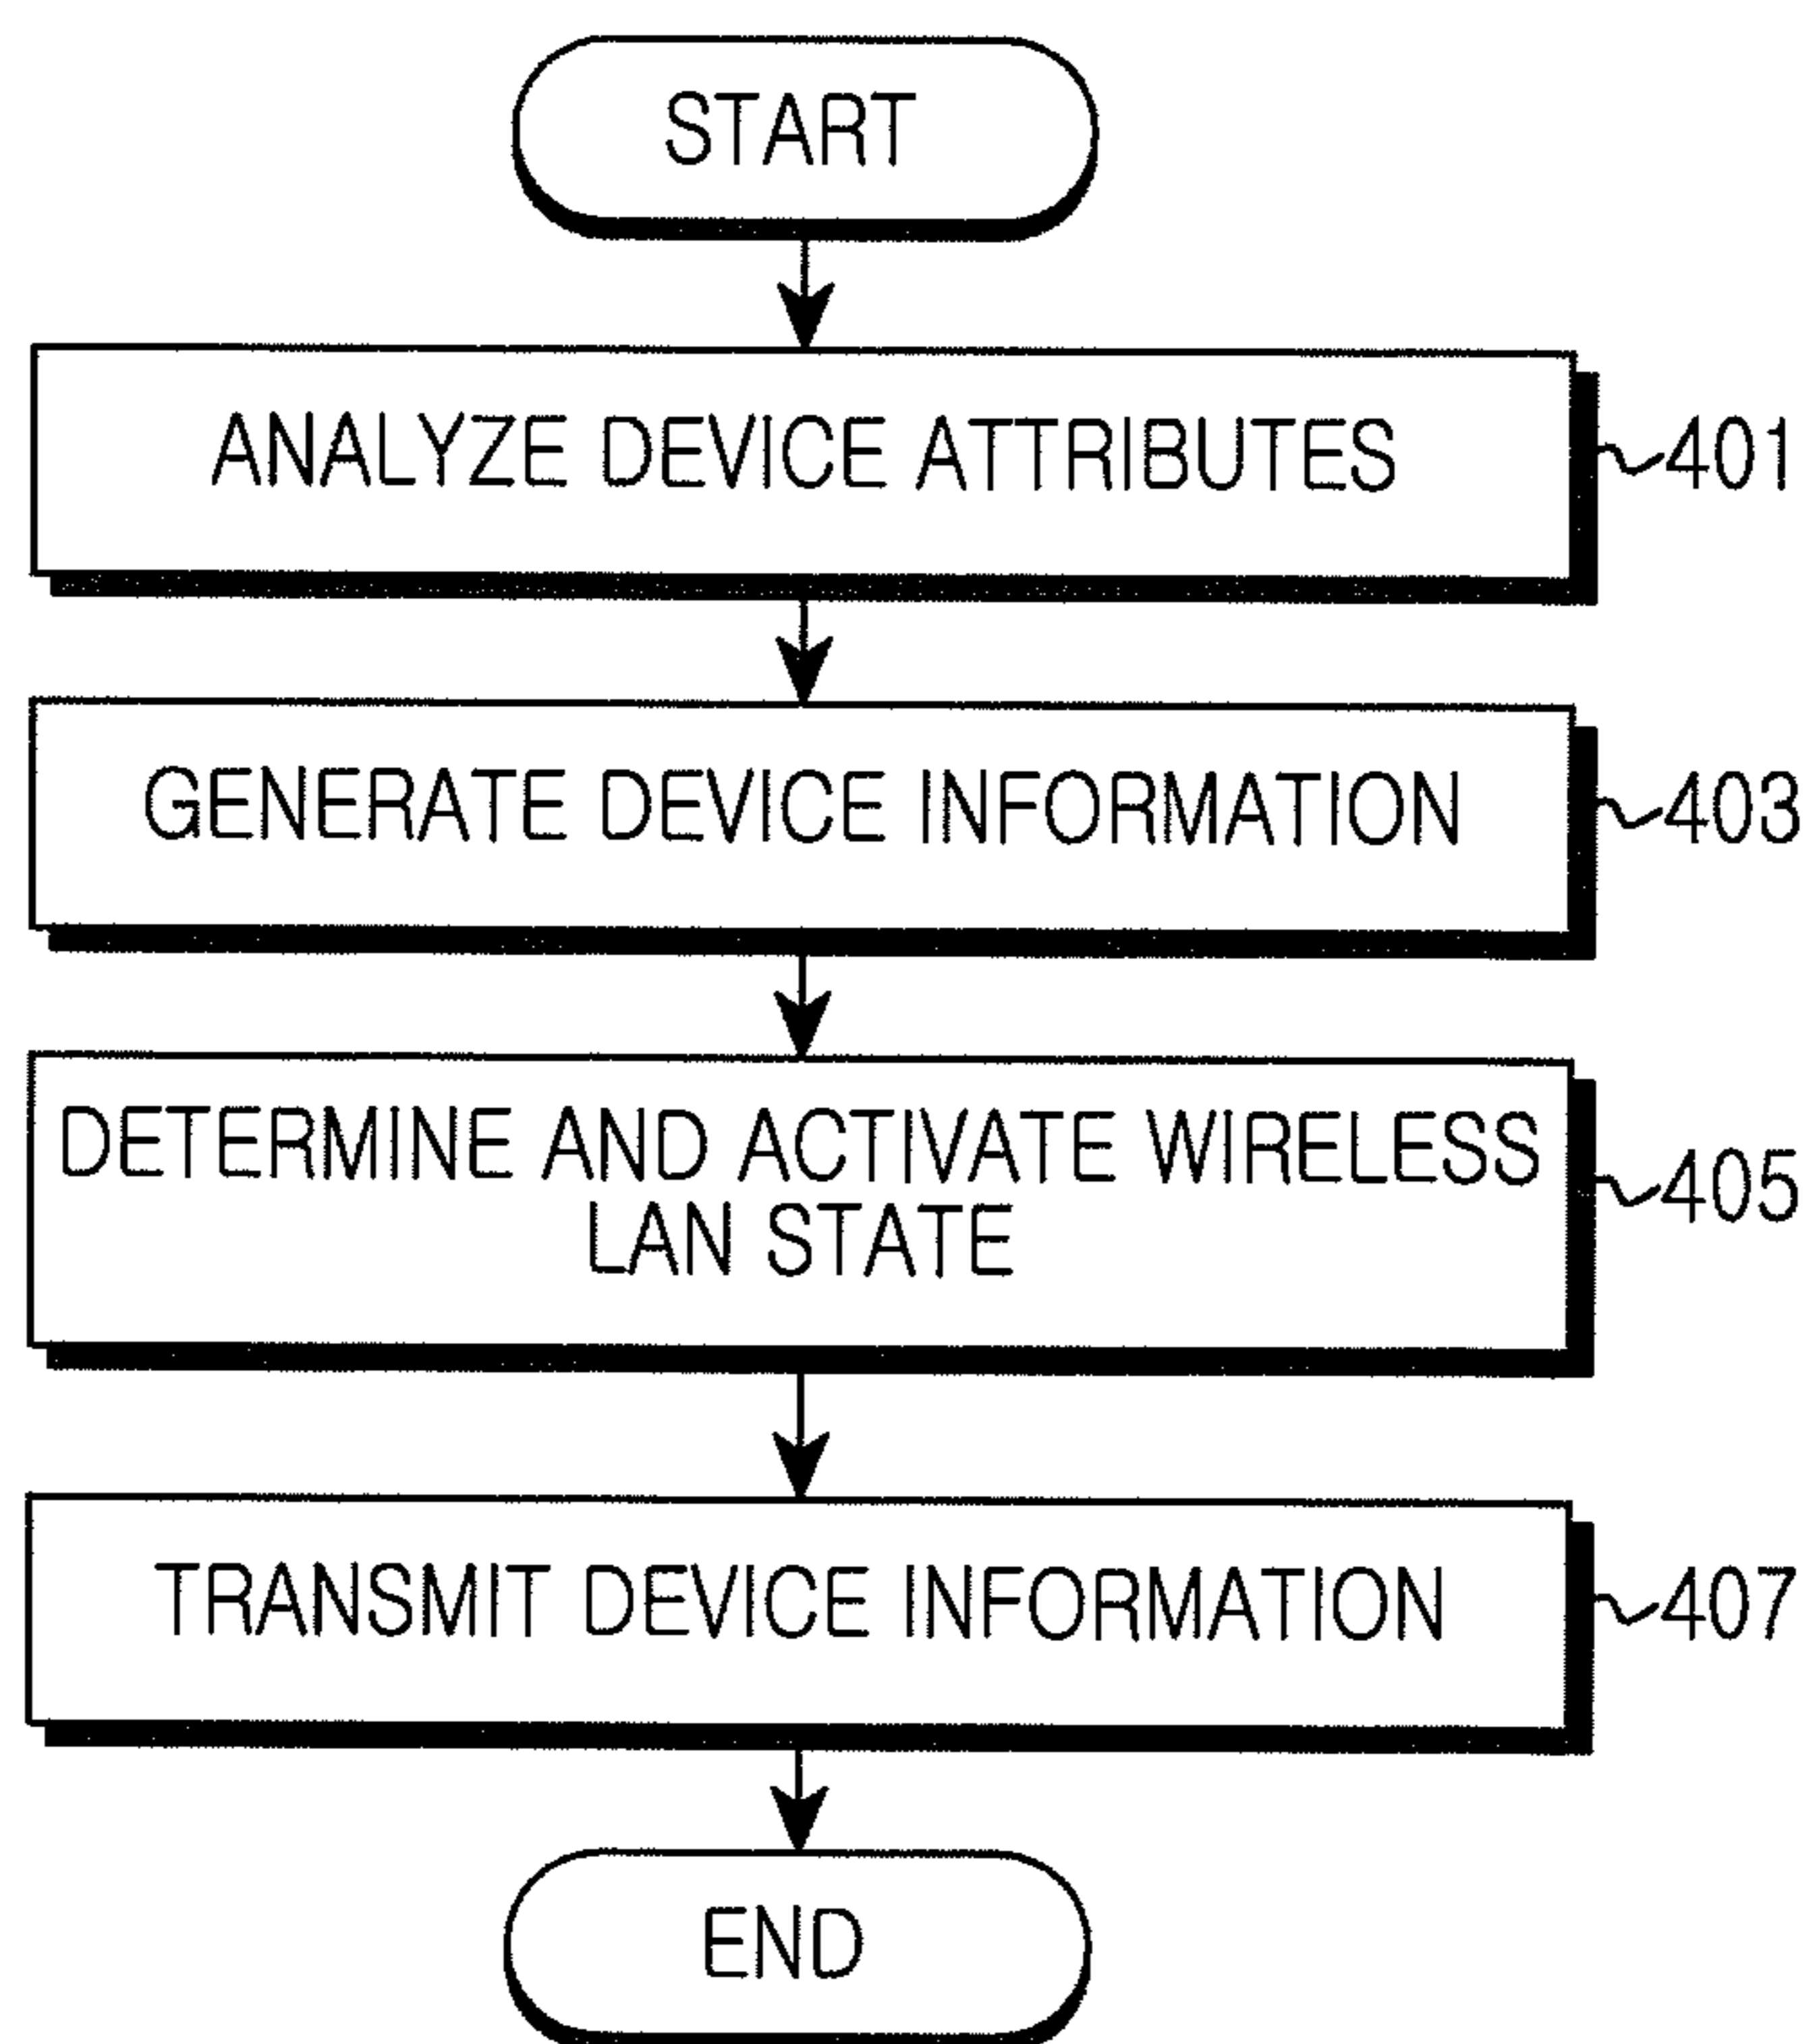 START
ANALYZE DEVICE ATTRIBUTES
401
GENERATE DEVICE INFORMATION
403
DETERMINE AND ACTIVATE WIRELESS
LAN STATE
405
TRANSMIT DEVICE INFORMATION
407
END